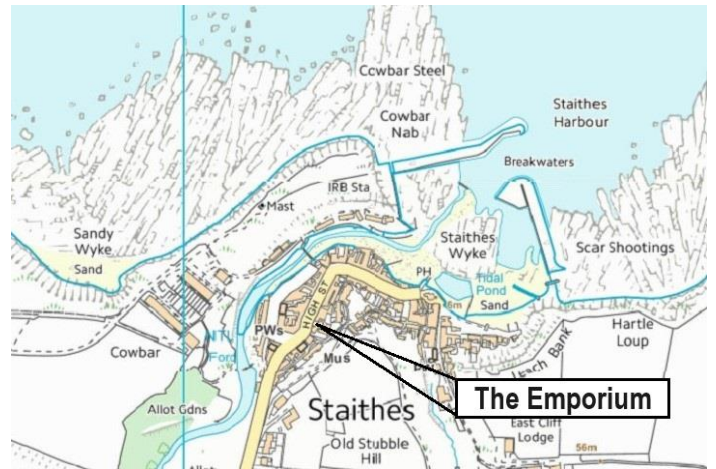 Cowbar Steel
Cowbar
Nab
Staithes
Harbour
Breakwaters
IRB Sta
Mast
Sandy
Wyke
Sand
Staithes
Wyke
Scar Shootings
PH
Tidal
Pond
Sand
HIGH ST
PWs
Ford
Mus
Cowbar
Hartle
Loup
Bank
The Emporium
Allot Gdns
Staithes
East Cliff
Lodge
Old Stubble
Hill
56m